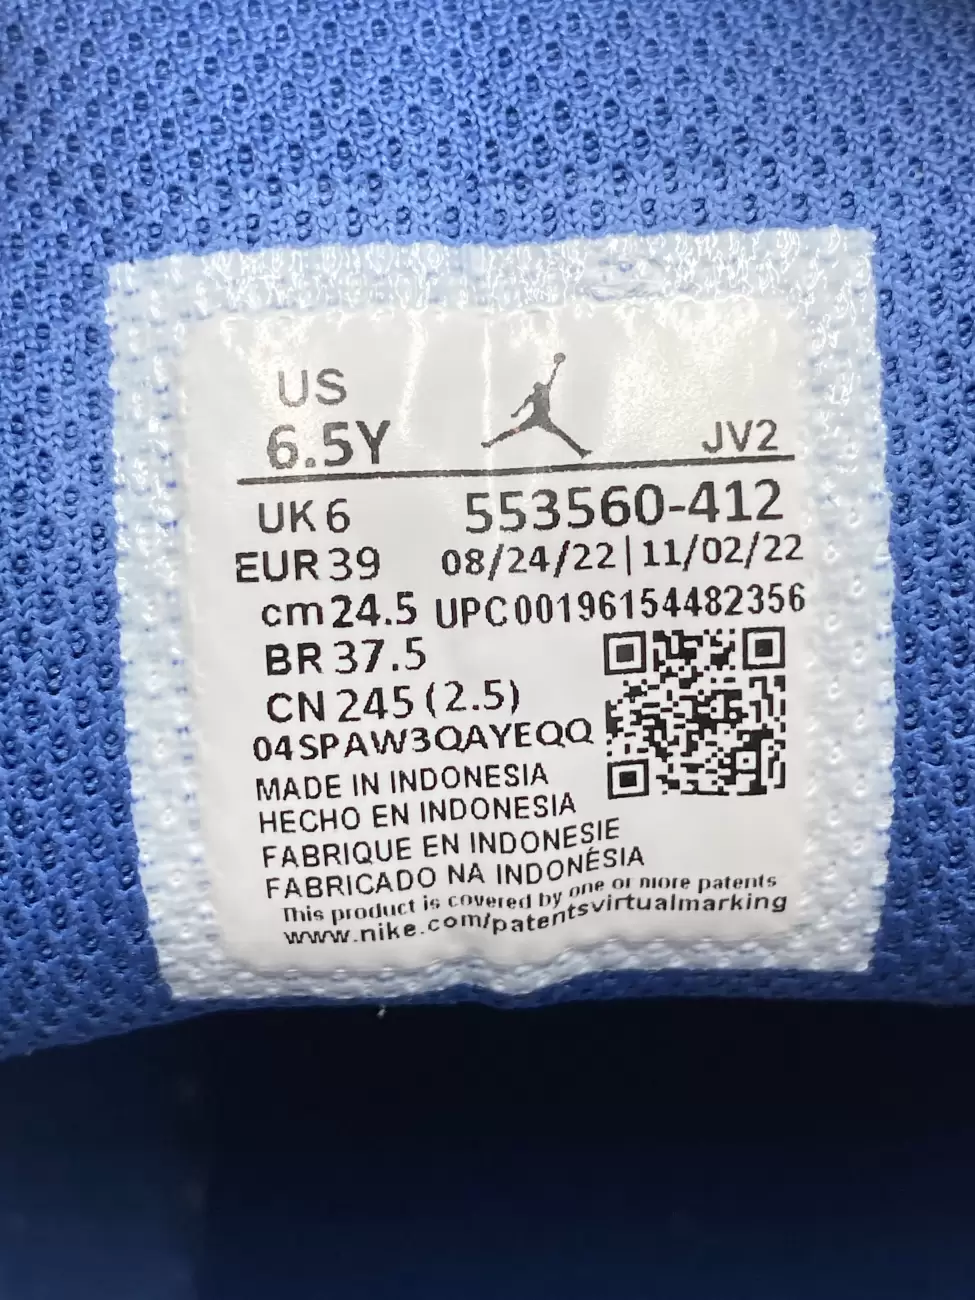 US
6.5Y JV2
UK 6 553560-412
EUR 39 08/24/22|11/02/22
cm 24.5 UPC00196154482356
BR 37.5
CN 245 (2.5)
04SPAW3QAYEQQ
MADE IN INDONESIA
HECHO EN INDONESIA
FABRIQUE EN INDONESIE
FABRICADO NA INDONÉSIA
This product is covered by one or more patents
www.nike.com/patentsvirtualmarking